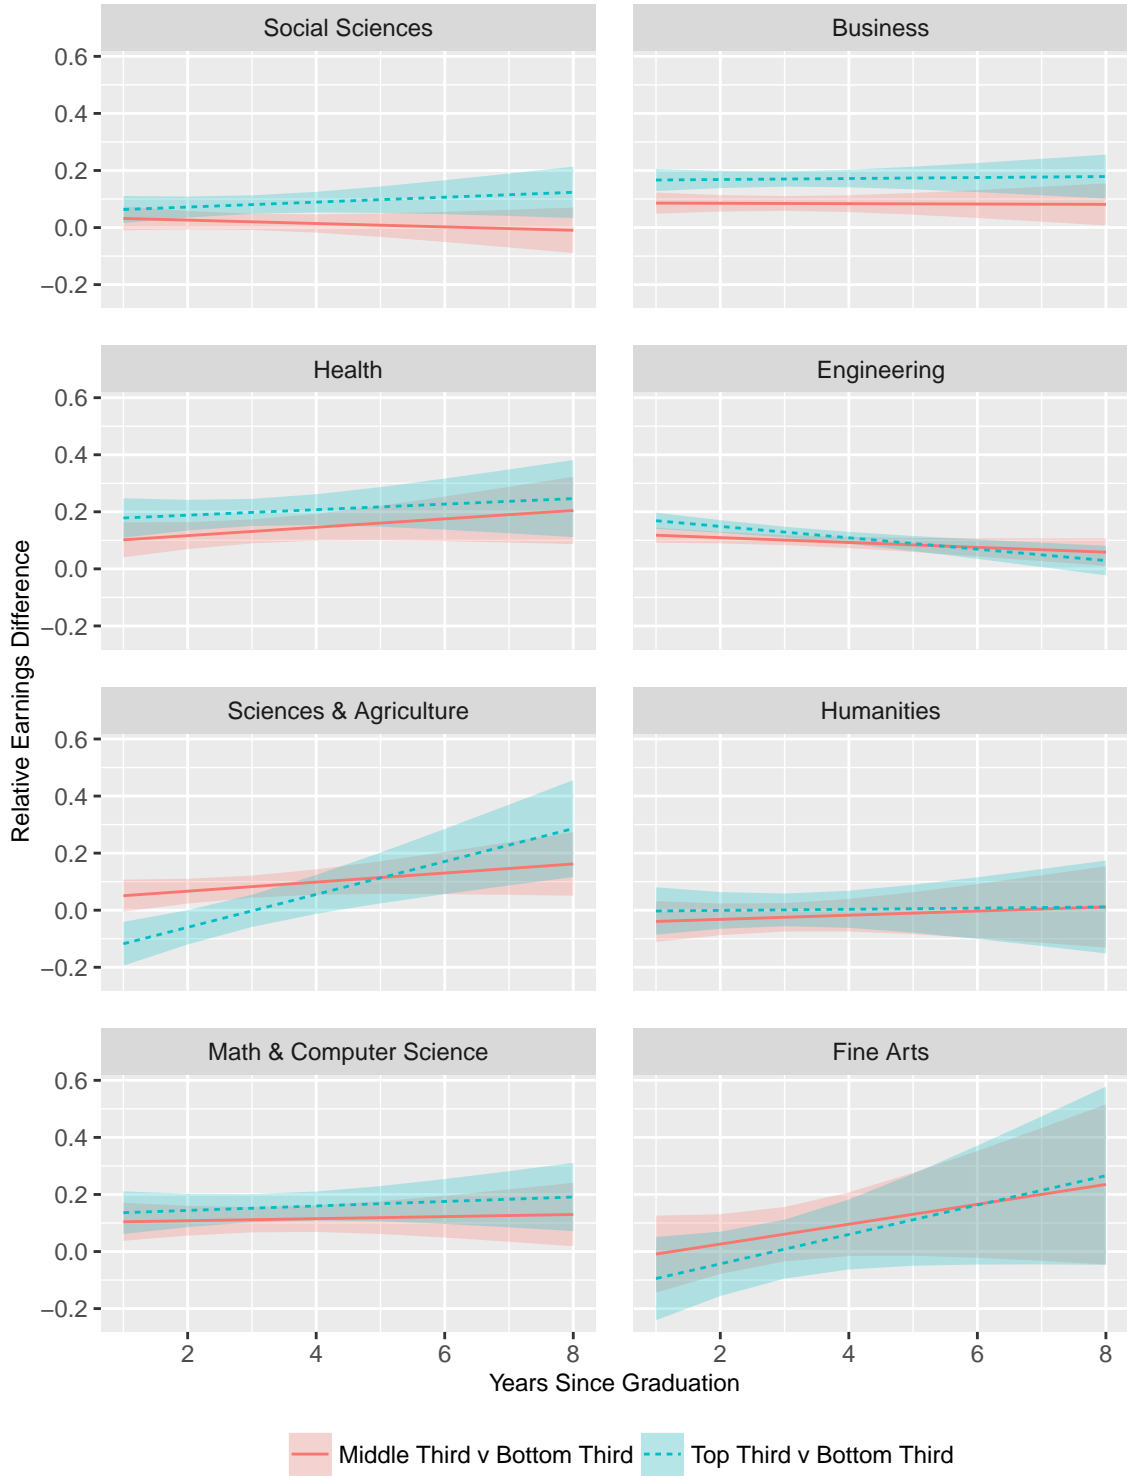 Social Sciences
Business
0.6
0.4
0.2
0.0
−0.2
Health
Engineering
0.6
0.4
0.2
0.0
−0.2
Relative Earnings Difference
Sciences & Agriculture
Humanities
0.6
0.4
0.2
0.0
−0.2
Math & Computer Science
Fine Arts
0.6
0.4
0.2
0.0
−0.2
2 4 6 8 2 4 6 8
Years Since Graduation
Middle Third v Bottom Third Top Third v Bottom Third